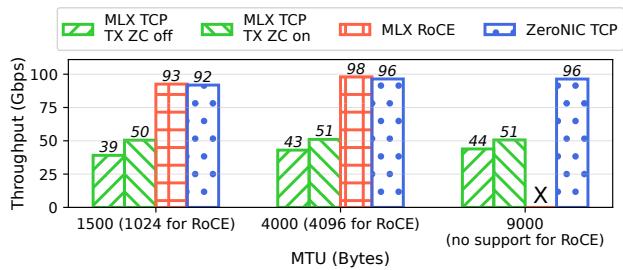 MLX TCP
TX ZC off
MLX TCP
TX ZC on
MLX RoCE
ZeroNIC TCP
Throughput (Gbps)
100
75
50
25
0
39
50
93
92
43
51
98
96
44
51
X
96
1500 (1024 for RoCE)
4000 (4096 for RoCE)
9000
(no support for RoCE)
MTU (Bytes)